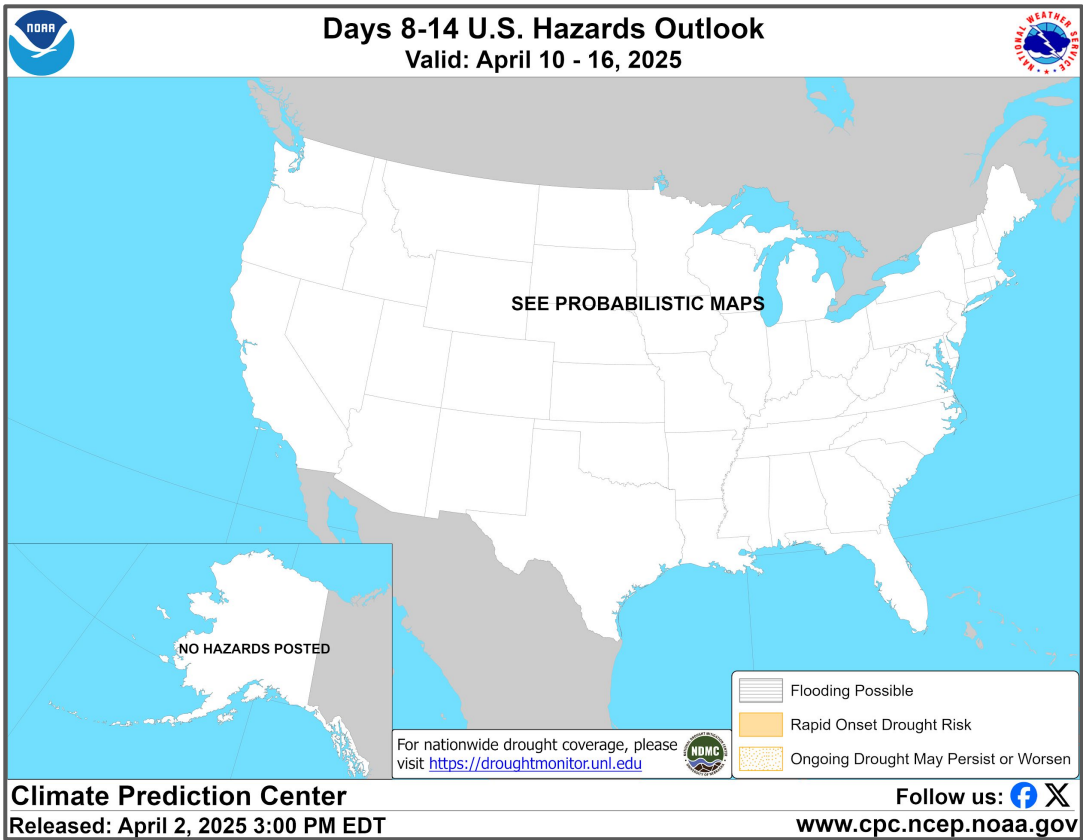 NOAA
Days 8-14 U.S. Hazards Outlook
Valid: April 10 - 16, 2025
NATIONAL WEATHER SERVICE
SEE PROBABILISTIC MAPS
NO HAZARDS POSTED
Flooding Possible
Rapid Onset Drought Risk
Ongoing Drought May Persist or Worsen
For nationwide drought coverage, please
visit https://droughtmonitor.unl.edu
NDMC
Climate Prediction Center
Follow us:
Released: April 2, 2025 3:00 PM EDT
www.cpc.ncep.noaa.gov